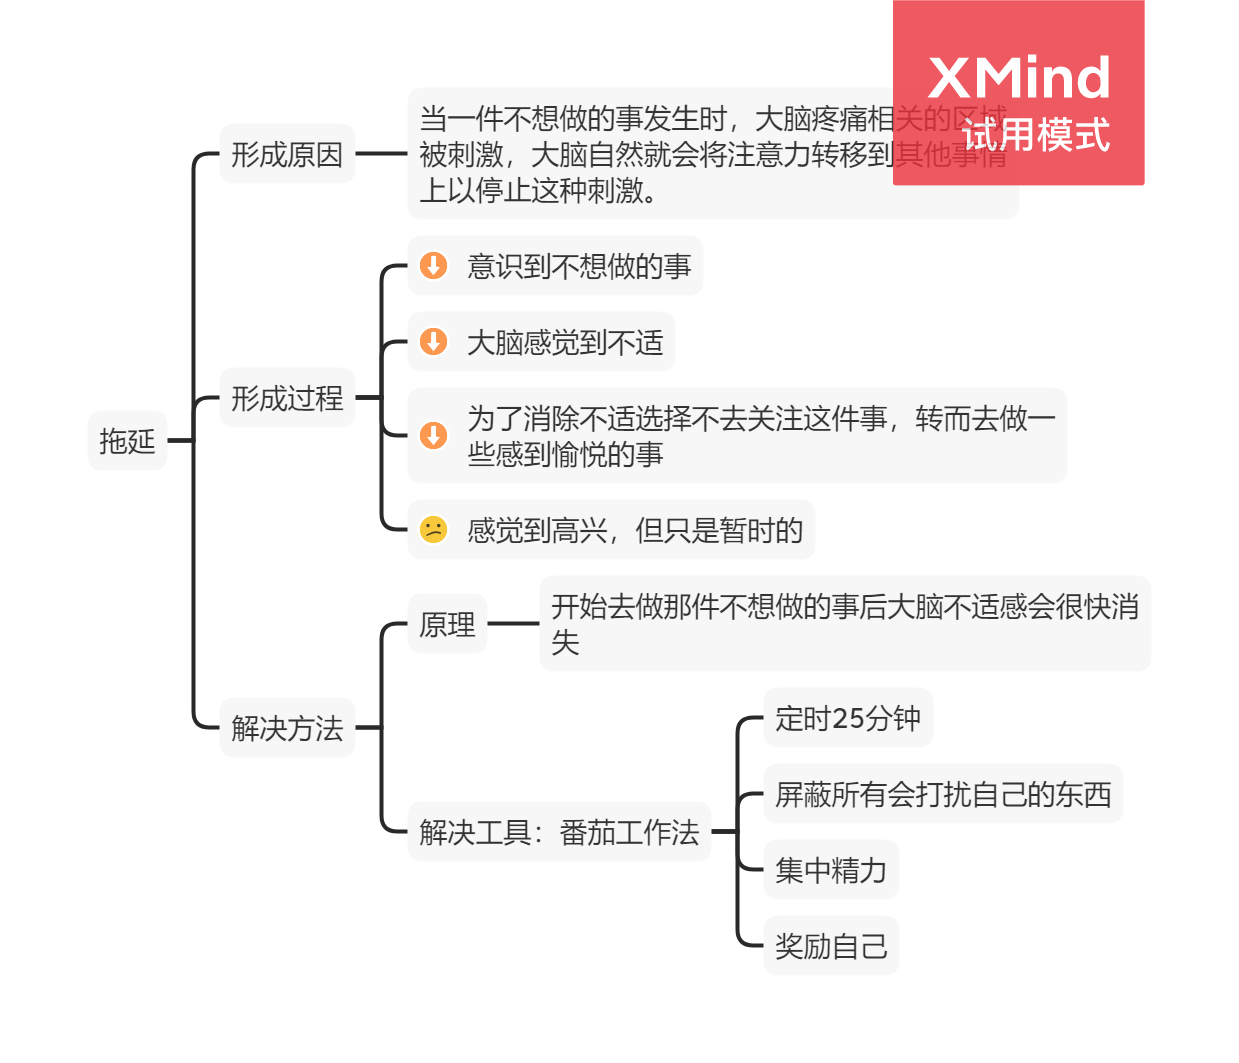 XMind
试用模式
当一件不想做的事发生时，大脑疼痛相关的区域
被刺激，大脑自然就会将注意力转移到其他事情
上以停止这种刺激。
形成原因
意识到不想做的事
大脑感觉到不适
为了消除不适选择不去关注这件事，转而去做一
些感到愉悦的事
感觉到高兴，但只是暂时的
形成过程
拖延
开始去做那件不想做的事后大脑不适感会很快消
失
原理
解决方法
定时25分钟
屏蔽所有会打扰自己的东西
解决工具：番茄工作法
集中精力
奖励自己